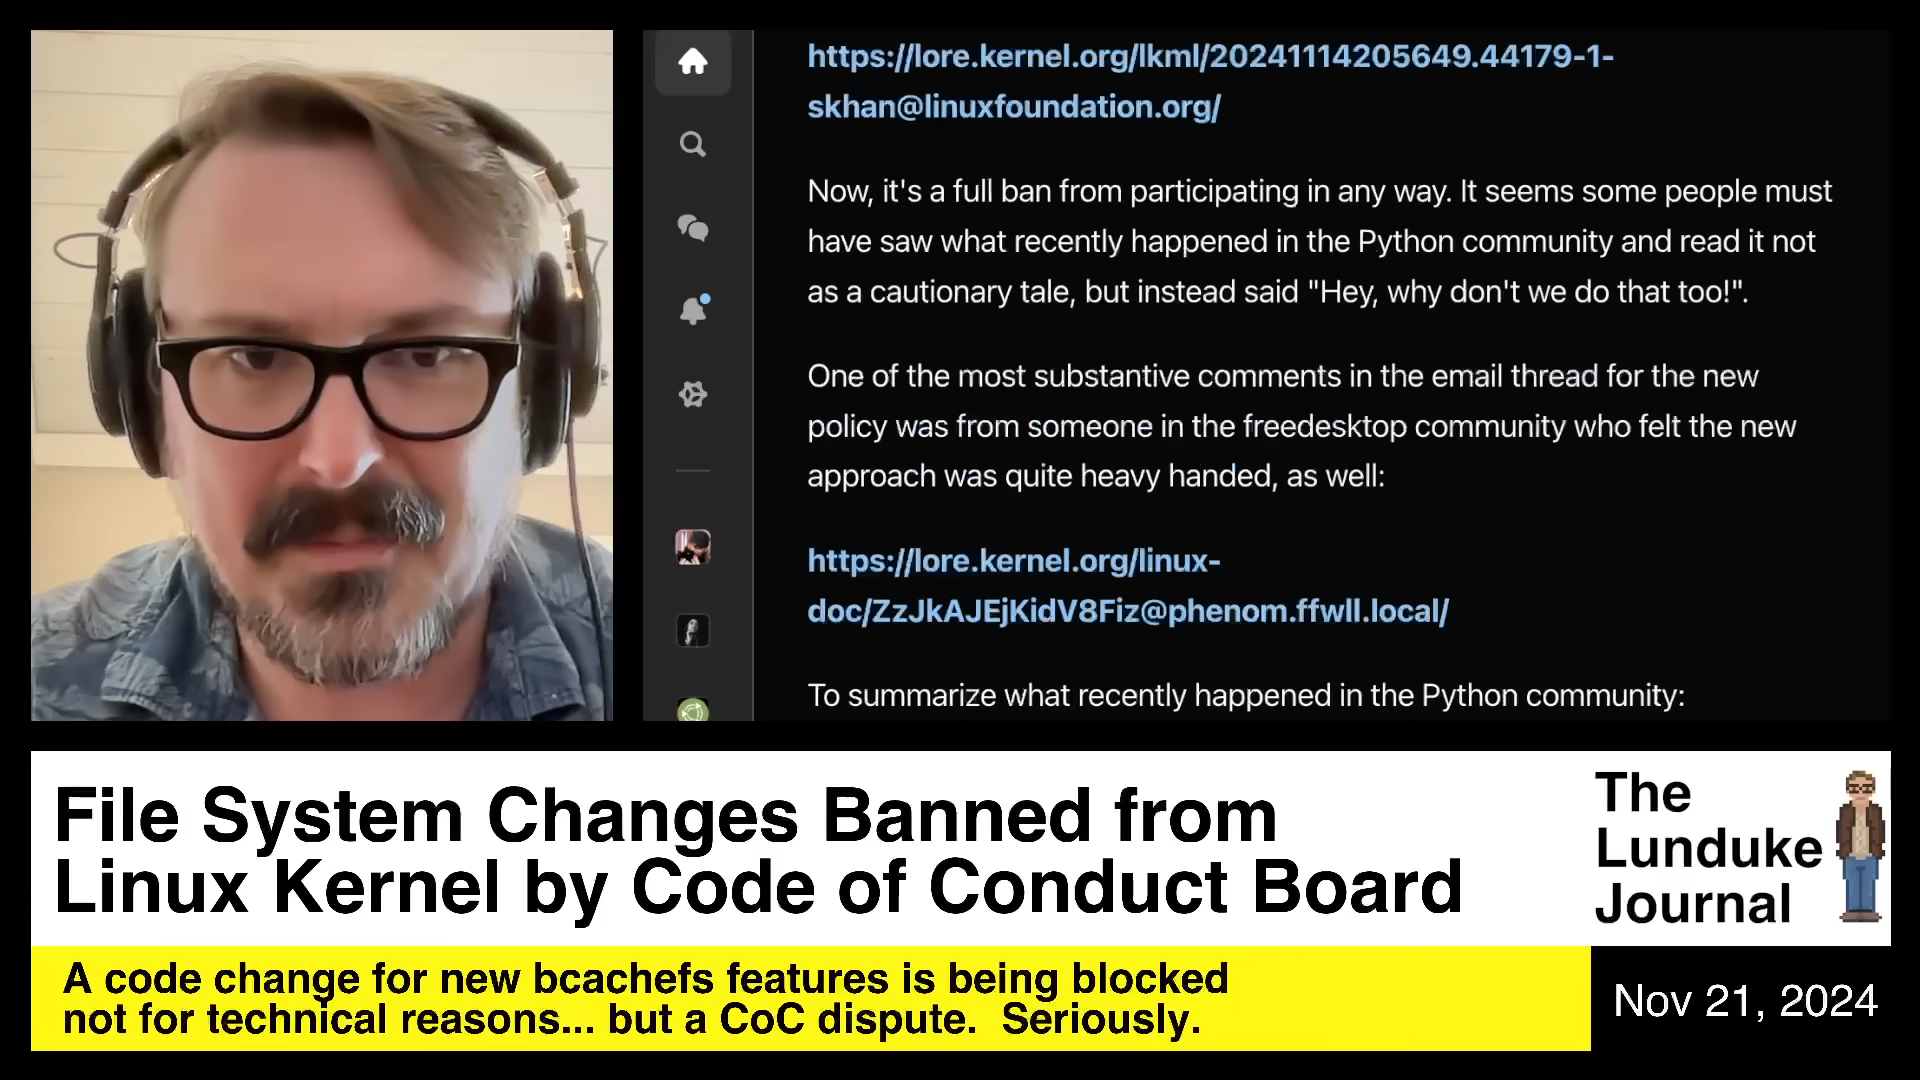 https://lore.kernel.org/lkml/20241114205649.44179-1-
skhan@linuxfoundation.org/
Now, it's a full ban from participating in any way. It seems some people must
have saw what recently happened in the Python community and read it not
as a cautionary tale, but instead said "Hey, why don't we do that too!".
One of the most substantive comments in the email thread for the new
policy was from someone in the freedesktop community who felt the new
approach was quite heavy handed, as well:
https://lore.kernel.org/linux-
doc/ZzJkAJEjKidV8Fiz@phenom.ffwll.local/
To summarize what recently happened in the Python community:
File System Changes Banned from
Linux Kernel by Code of Conduct Board
The
Lunduke
Journal
A code change for new bcachefs features is being blocked
not for technical reasons... but a CoC dispute.  Seriously.
Nov 21, 2024